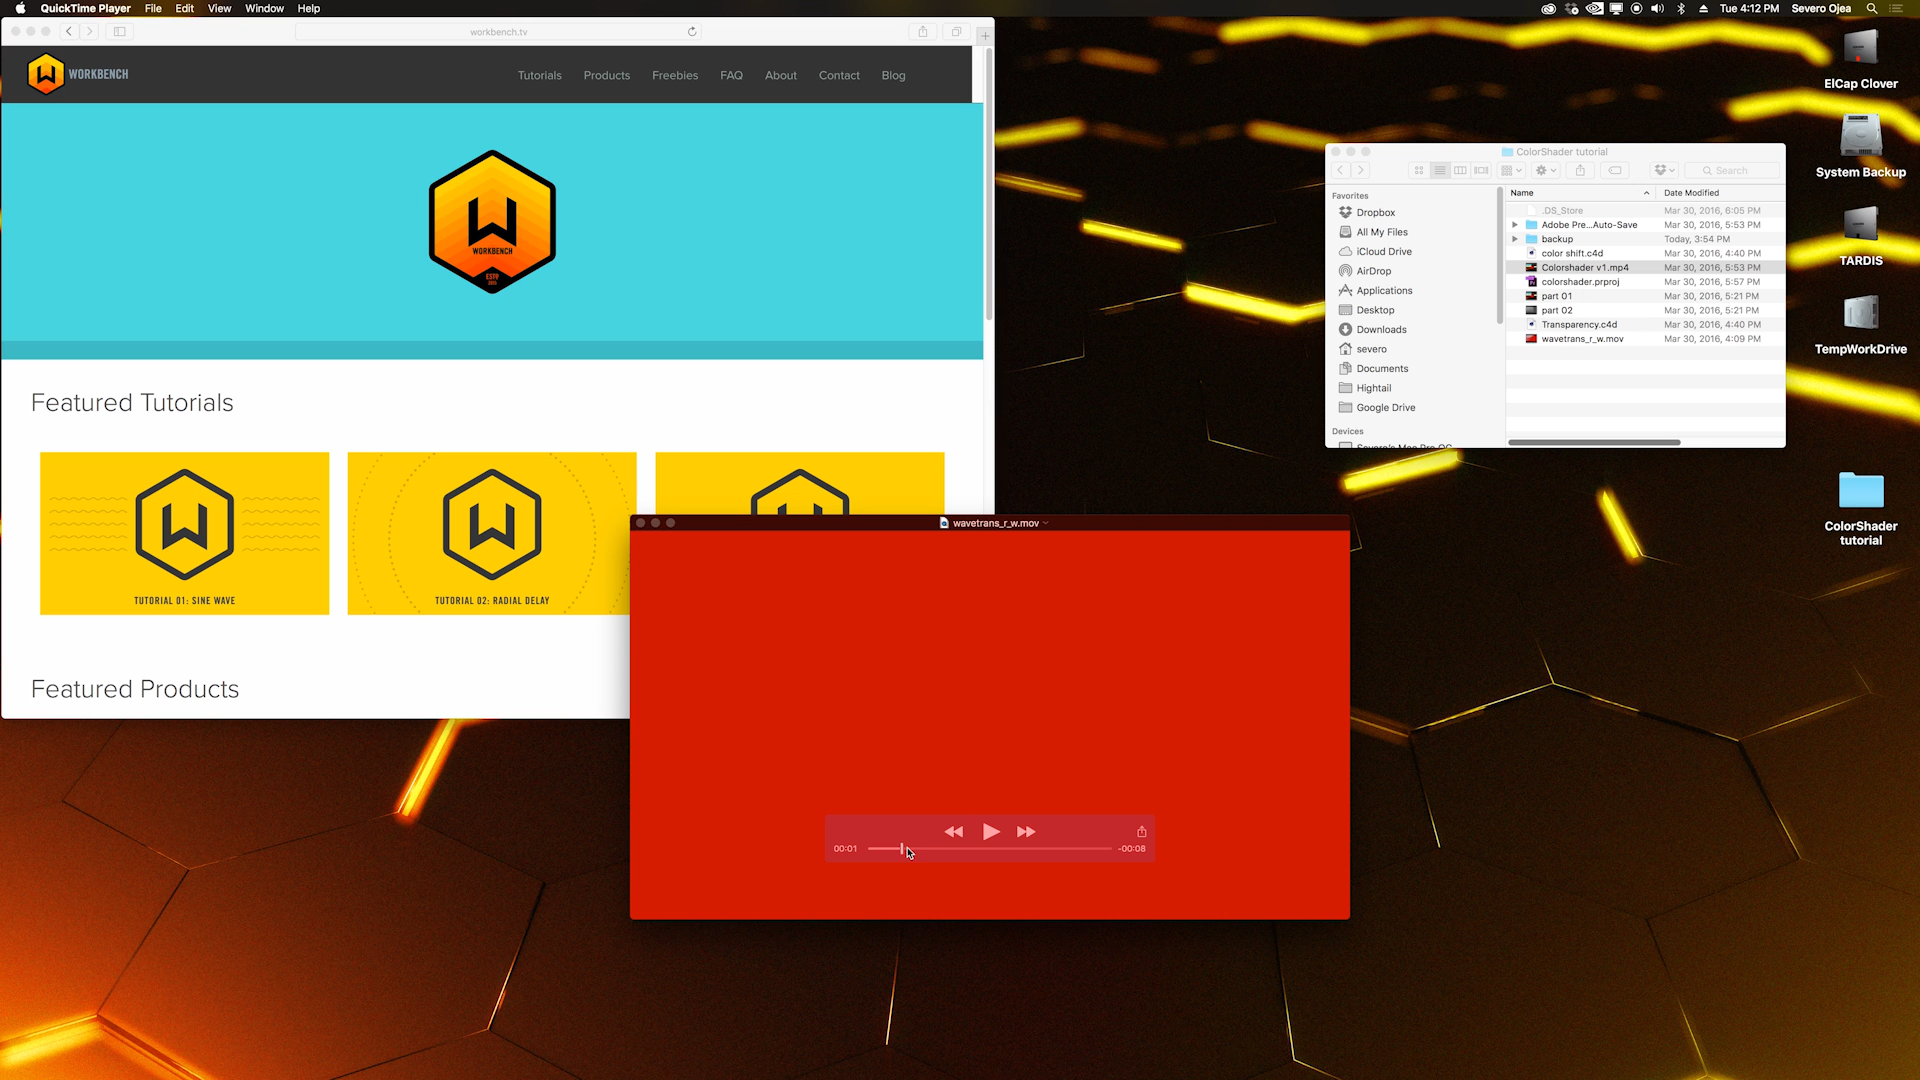 QuickTime Player File Edit View Window Help
Tue 4:12 PM Severo Ojea
workbench.tv
WORKBENCH
Tutorials Products Freebies FAQ About Contact Blog
WORKBENCH
ESTD
2015
Featured Tutorials
TUTORIAL 01: SINE WAVE
TUTORIAL 02: RADIAL DELAY
Featured Products
ColorShader tutorial
Search
Favorites
Dropbox
All My Files
iCloud Drive
AirDrop
Applications
Desktop
Downloads
severo
Documents
Hightail
Google Drive
Devices
Name Date Modified
.DS_Store Mar 30, 2016, 6:05 PM
Adobe Pre...Auto-Save Mar 30, 2016, 5:53 PM
backup Today, 3:54 PM
color shift.c4d Mar 30, 2016, 4:40 PM
Colorshader v1.mp4 Mar 30, 2016, 5:53 PM
colorshader.prproj Mar 30, 2016, 5:57 PM
part 01 Mar 30, 2016, 5:21 PM
part 02 Mar 30, 2016, 5:21 PM
Transparency.c4d Mar 30, 2016, 4:40 PM
wavetrans_r_w.mov Mar 30, 2016, 4:09 PM
wavetrans_r_w.mov
00:01 -00:08
ElCap Clover
System Backup
TARDIS
TempWorkDrive
ColorShader
tutorial